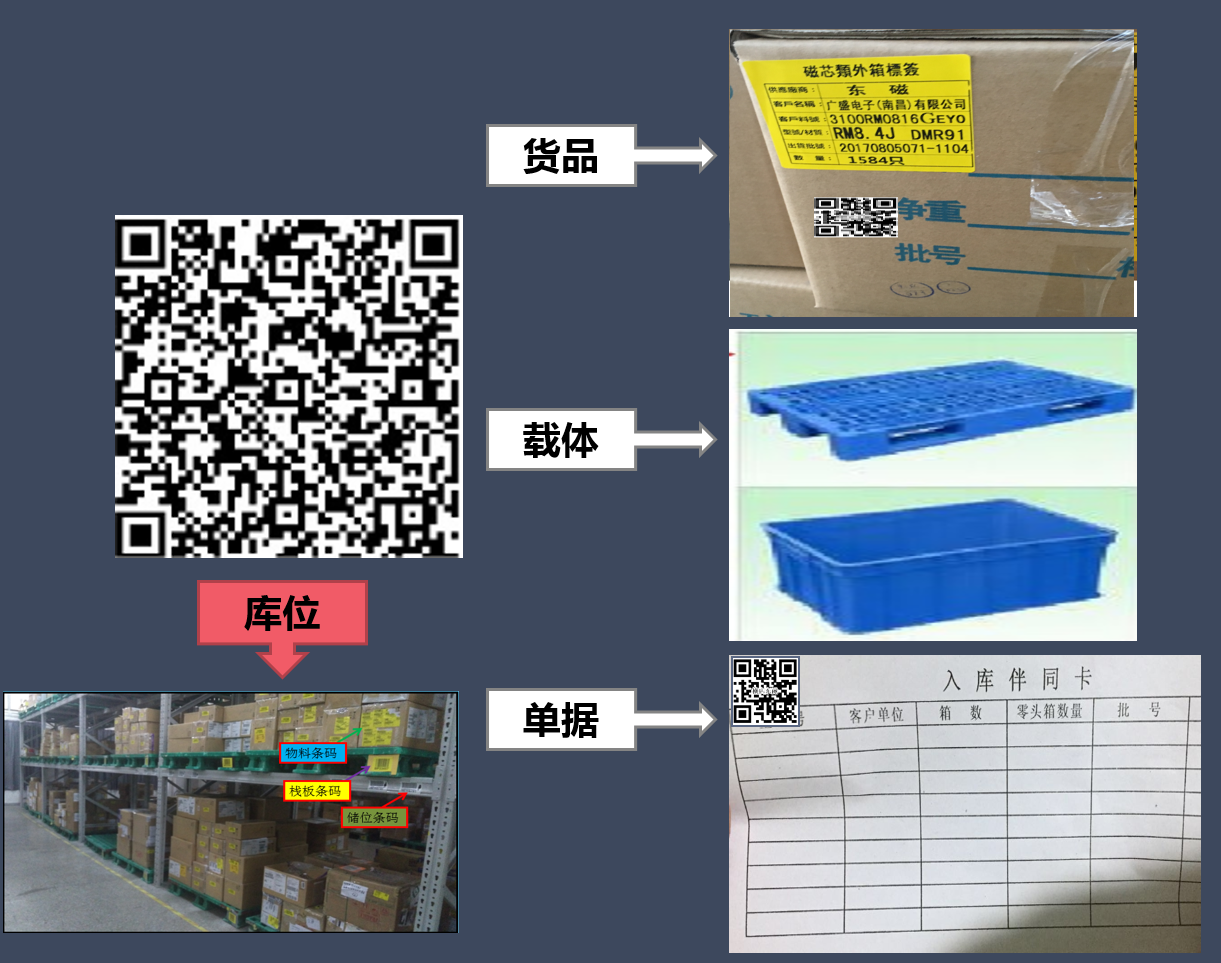 货品
磁芯類外箱標簽
供應廠商： 东 磁
客戶名稱：广盛电子(南昌)有限公司
客戶料號：3100RM0816GEY0
型號/材質：RM8.4J DMR91
出貨批號：20170805071-1104
數 量：1584只
净重
批号
载体
库位
物料条码
栈板条码
储位条码
单据
入库伴同卡
客户单位 箱 数 零头箱数量 批 号